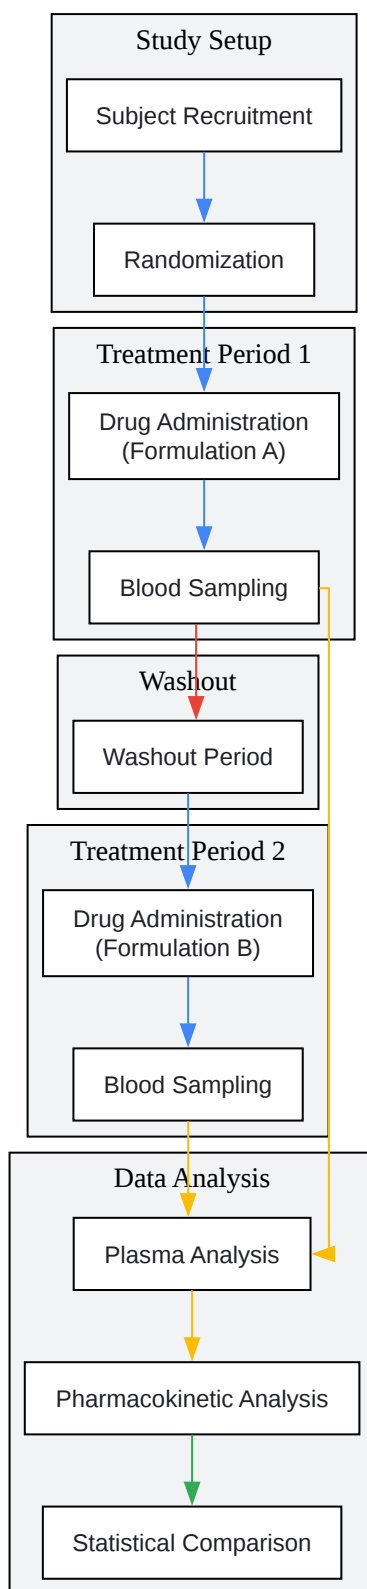 Study Setup
Subject Recruitment
Randomization
Treatment Period 1
Drug Administration
(Formulation A)
Blood Sampling
Washout
Washout Period
Treatment Period 2
Drug Administration
(Formulation B)
Blood Sampling
Data Analysis
Plasma Analysis
Pharmacokinetic Analysis
Statistical Comparison